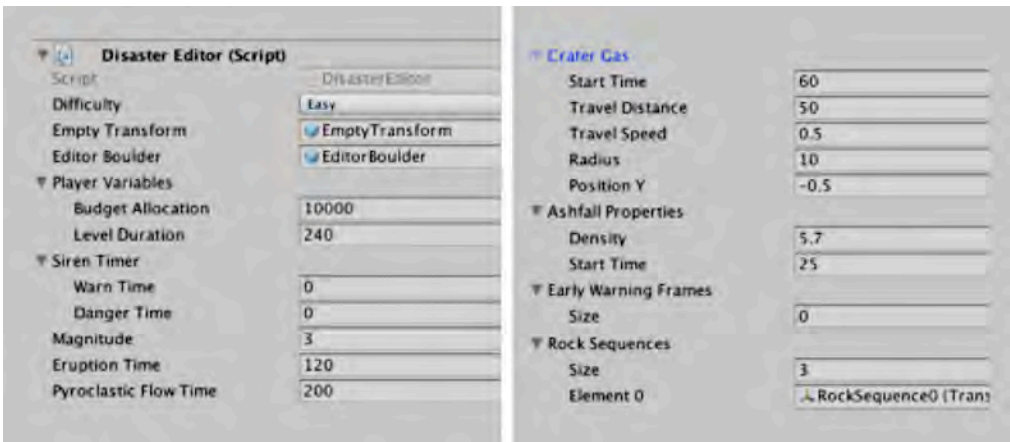 Disaster Editor (Script)
Script DisasterEditor
Difficulty Easy
Empty Transform EmptyTransform
Editor Boulder EditorBoulder
Player Variables
Budget Allocation 10000
Level Duration 240
Siren Timer
Warn Time 0
Danger Time 0
Magnitude 3
Eruption Time 120
Pyroclastic Flow Time 200
Crater Gas
Start Time 60
Travel Distance 50
Travel Speed 0.5
Radius 10
Position Y -0.5
Ashfall Properties
Density 5.7
Start Time 25
Early Warning Frames
Size 0
Rock Sequences
Size 3
Element 0 RockSequence0 (Trans